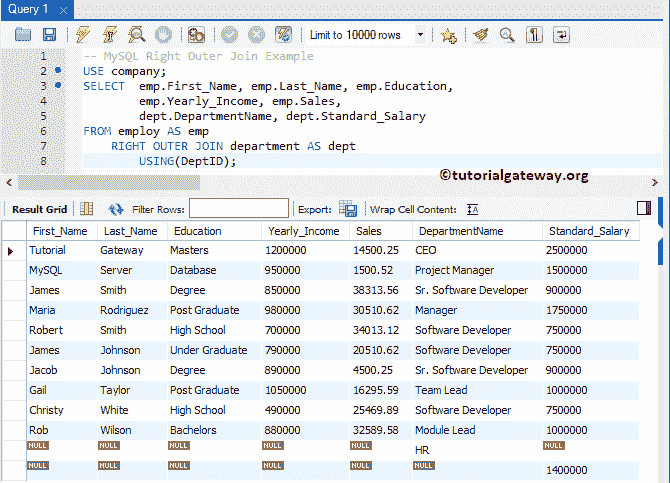 Query 1
Limit to 10000 rows
1 -- MySQL Right Outer Join Example
2 USE company;
3 SELECT emp.First_Name, emp.Last_Name, emp.Education,
4 emp.Yearly_Income, emp.Sales,
5 dept.DepartmentName, dept.Standard_Salary
6 FROM employ AS emp
7 RIGHT OUTER JOIN department AS dept
8 USING(DeptID);
©tutorialgateway.org
Result Grid Filter Rows: Export: Wrap Cell Content: IA
First_Name Last_Name Education Yearly_Income Sales DepartmentName Standard_Salary
Tutorial Gateway Masters 1200000 14500.25 CEO 2500000
MySQL Server Database 950000 1500.52 Project Manager 1500000
James Smith Degree 850000 38313.56 Sr. Software Developer 900000
Maria Rodriguez Post Graduate 980000 30510.62 Manager 1750000
Robert Smith High School 700000 34013.12 Software Developer 750000
James Johnson Under Graduate 790000 20510.62 Software Developer 750000
Jacob Johnson Degree 890000 4500.25 Sr. Software Developer 900000
Gail Taylor Post Graduate 1050000 16295.59 Team Lead 1000000
Christy White High School 490000 25469.89 Software Developer 750000
Rob Wilson Bachelors 880000 32589.58 Module Lead 1000000
NULL NULL NULL NULL NULL HR NULL
NULL NULL NULL NULL NULL NULL 1400000